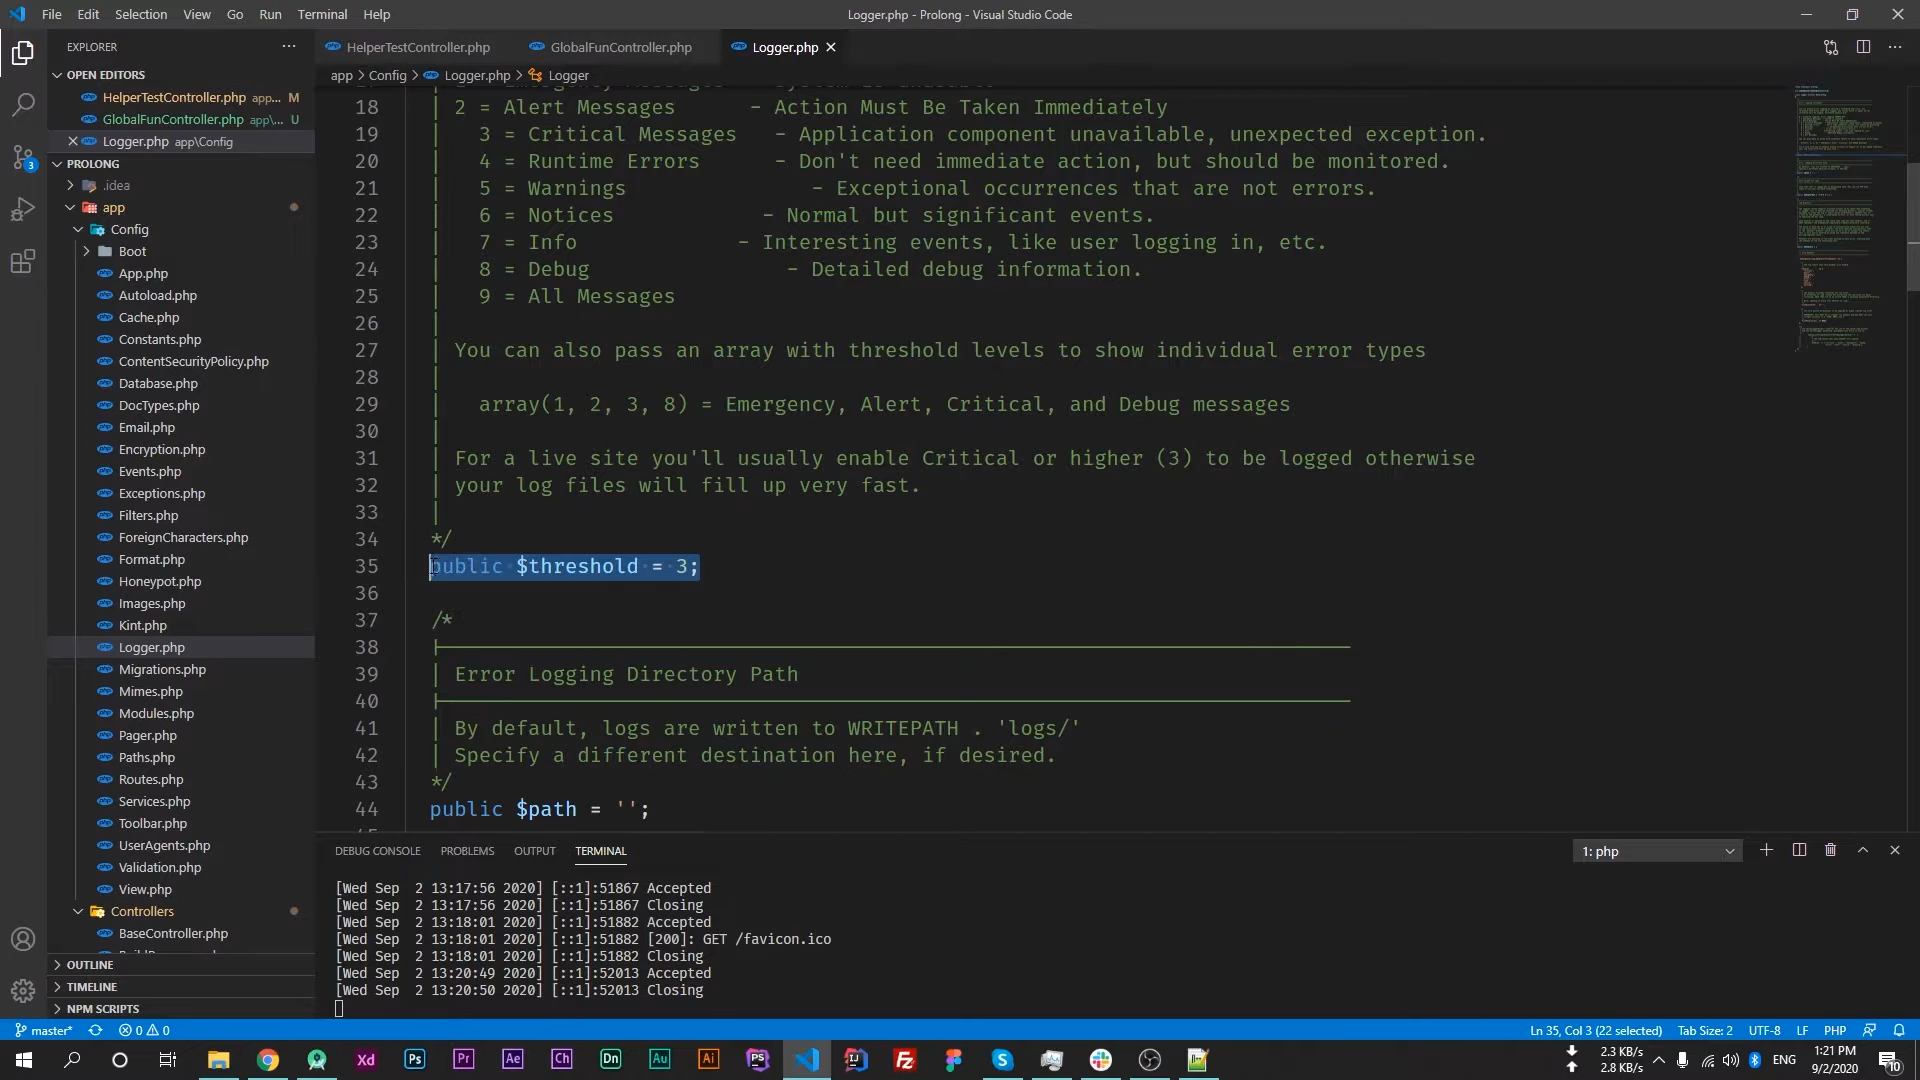 File Edit Selection View Go Run Terminal Help
Logger.php - Prolong - Visual Studio Code
EXPLORER
HelperTestController.php
GlobalFunController.php
Logger.php
OPEN EDITORS
HelperTestController.php app... M
GlobalFunController.php app\... U
Logger.php app\Config
PROLONG
.idea
app
Config
Boot
App.php
Autoload.php
Cache.php
Constants.php
ContentSecurityPolicy.php
Database.php
DocTypes.php
Email.php
Encryption.php
Events.php
Exceptions.php
Filters.php
ForeignCharacters.php
Format.php
Honeypot.php
Images.php
Kint.php
Logger.php
Migrations.php
Mimes.php
Modules.php
Pager.php
Paths.php
Routes.php
Services.php
Toolbar.php
UserAgents.php
Validation.php
View.php
Controllers
BaseController.php
OUTLINE
TIMELINE
NPM SCRIPTS
app > Config > Logger.php > Logger
18 | 2 = Alert Messages - Action Must Be Taken Immediately
19 | 3 = Critical Messages - Application component unavailable, unexpected exception.
20 | 4 = Runtime Errors - Don't need immediate action, but should be monitored.
21 | 5 = Warnings - Exceptional occurrences that are not errors.
22 | 6 = Notices - Normal but significant events.
23 | 7 = Info - Interesting events, like user logging in, etc.
24 | 8 = Debug - Detailed debug information.
25 | 9 = All Messages
26 |
27 | You can also pass an array with threshold levels to show individual error types
28 |
29 | array(1, 2, 3, 8) = Emergency, Alert, Critical, and Debug messages
30 |
31 | For a live site you'll usually enable Critical or higher (3) to be logged otherwise
32 | your log files will fill up very fast.
33 |
34 */
35 public $threshold = 3;
36
37 /*
38
39 | Error Logging Directory Path
40
41 | By default, logs are written to WRITEPATH . 'logs/'
42 | Specify a different destination here, if desired.
43 */
44 public $path = '';
DEBUG CONSOLE PROBLEMS OUTPUT TERMINAL
1: php
[Wed Sep  2 13:17:56 2020] [::1]:51867 Accepted
[Wed Sep  2 13:17:56 2020] [::1]:51867 Closing
[Wed Sep  2 13:18:01 2020] [::1]:51882 Accepted
[Wed Sep  2 13:18:01 2020] [::1]:51882 [200]: GET /favicon.ico
[Wed Sep  2 13:18:01 2020] [::1]:51882 Closing
[Wed Sep  2 13:20:49 2020] [::1]:52013 Accepted
[Wed Sep  2 13:20:50 2020] [::1]:52013 Closing
master* 0 0
Ln 35, Col 3 (22 selected) Tab Size: 2 UTF-8 LF PHP
Xd Ps Pr Ae Ch Dn Au Ai PS
2.3 KB/s
2.8 KB/s
ENG
1:21 PM
9/2/2020
10